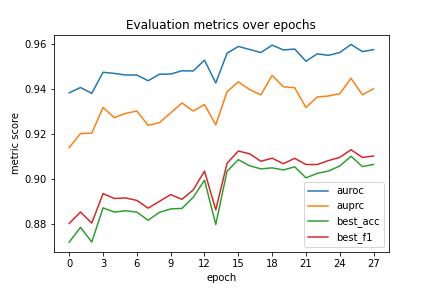 Evaluation metrics over epochs
metric score
0.96
0.94
0.92
0.90
0.88
0 3 6 9 12 15 18 21 24 27
epoch
auroc
auprc
best_acc
best_f1